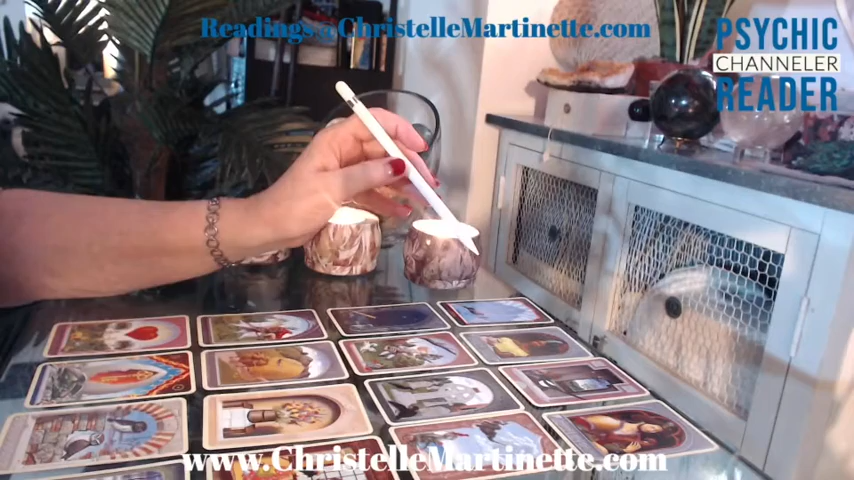 Readings@ChristelleMartinette.com
PSYCHIC
CHANNELER
READER
www.ChristelleMartinette.com